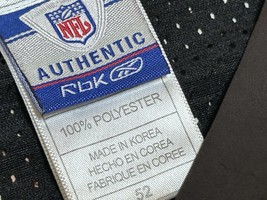 NFL
AUTHENTIC
RbK
100% POLYESTER
MADE IN KOREA
HECHO EN COREA
FABRIQUE EN COREE
52